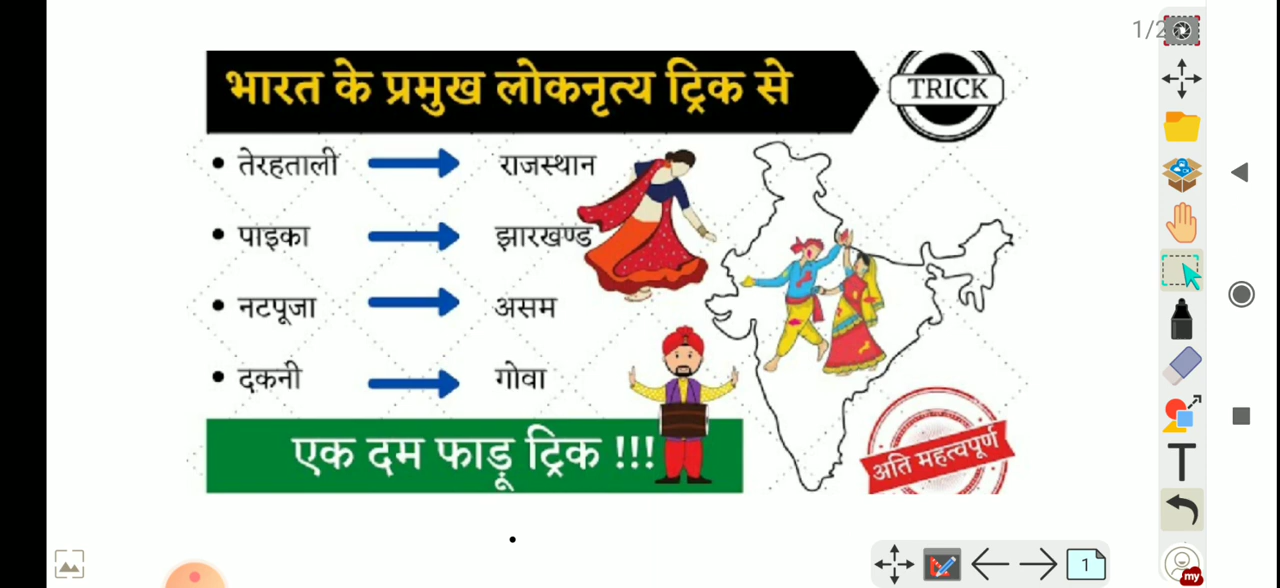 1/2
भारत के प्रमुख लोकनृत्य ट्रिक से
TRICK
• तेरहताली राजस्थान
• पाइका झारखण्ड
• नटपूजा असम
• दकनी गोवा
एक दम फाड़ू ट्रिक !!!
अति महत्वपूर्ण
T
1
my